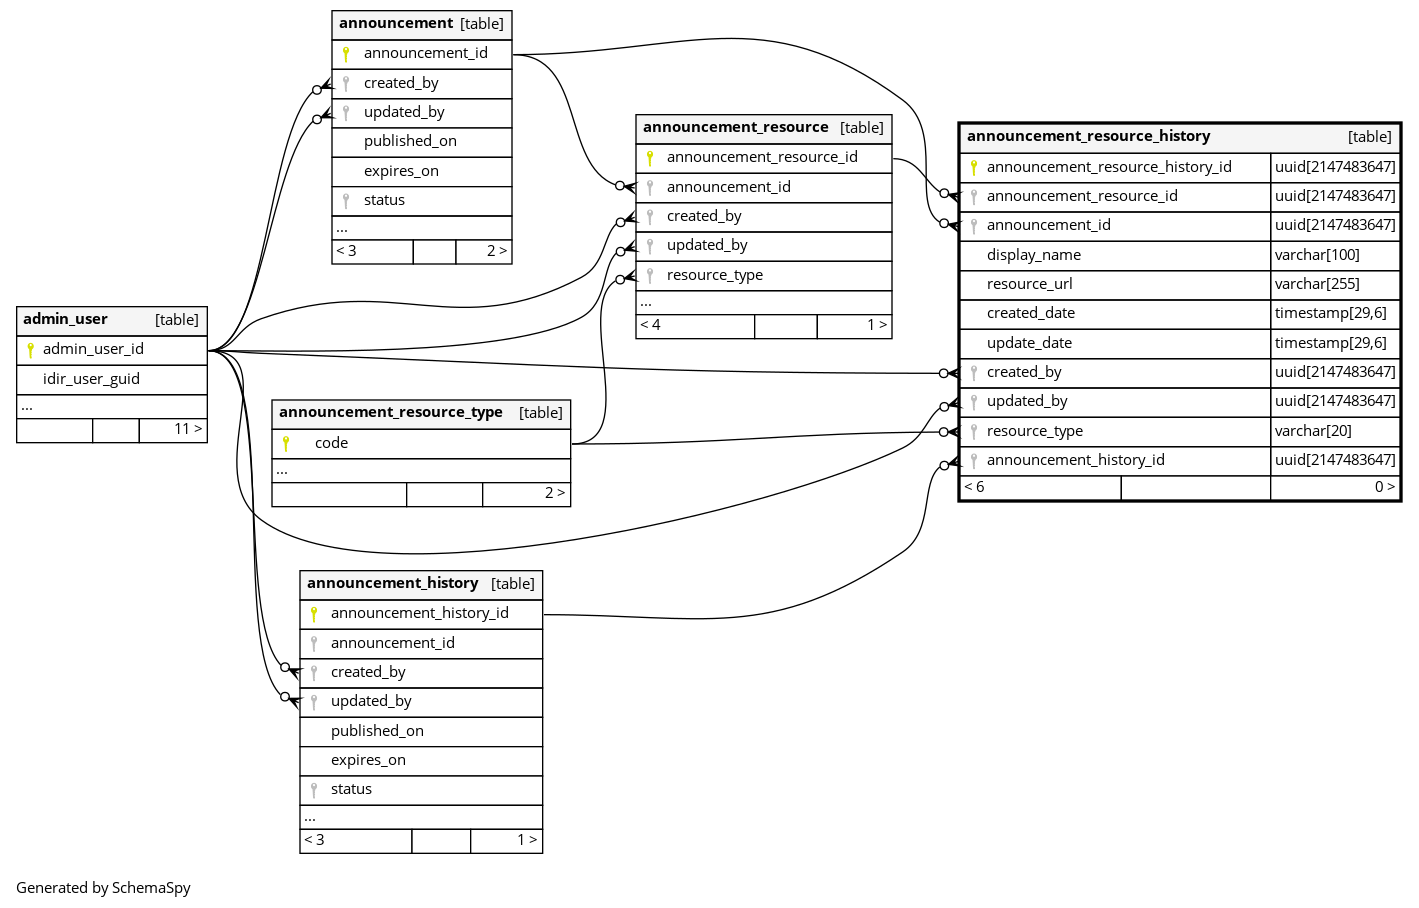 announcement [table]
announcement_id
created_by
updated_by
published_on
expires_on
status
...
< 3 2 >
announcement_resource [table]
announcement_resource_id
announcement_id
created_by
updated_by
resource_type
...
< 4 1 >
announcement_resource_history [table]
announcement_resource_history_id uuid[2147483647]
announcement_resource_id uuid[2147483647]
announcement_id uuid[2147483647]
display_name varchar[100]
resource_url varchar[255]
created_date timestamp[29,6]
update_date timestamp[29,6]
created_by uuid[2147483647]
updated_by uuid[2147483647]
resource_type varchar[20]
announcement_history_id uuid[2147483647]
< 6 0 >
admin_user [table]
admin_user_id
idir_user_guid
...
11 >
announcement_resource_type [table]
code
...
2 >
announcement_history [table]
announcement_history_id
announcement_id
created_by
updated_by
published_on
expires_on
status
...
< 3 1 >
Generated by SchemaSpy